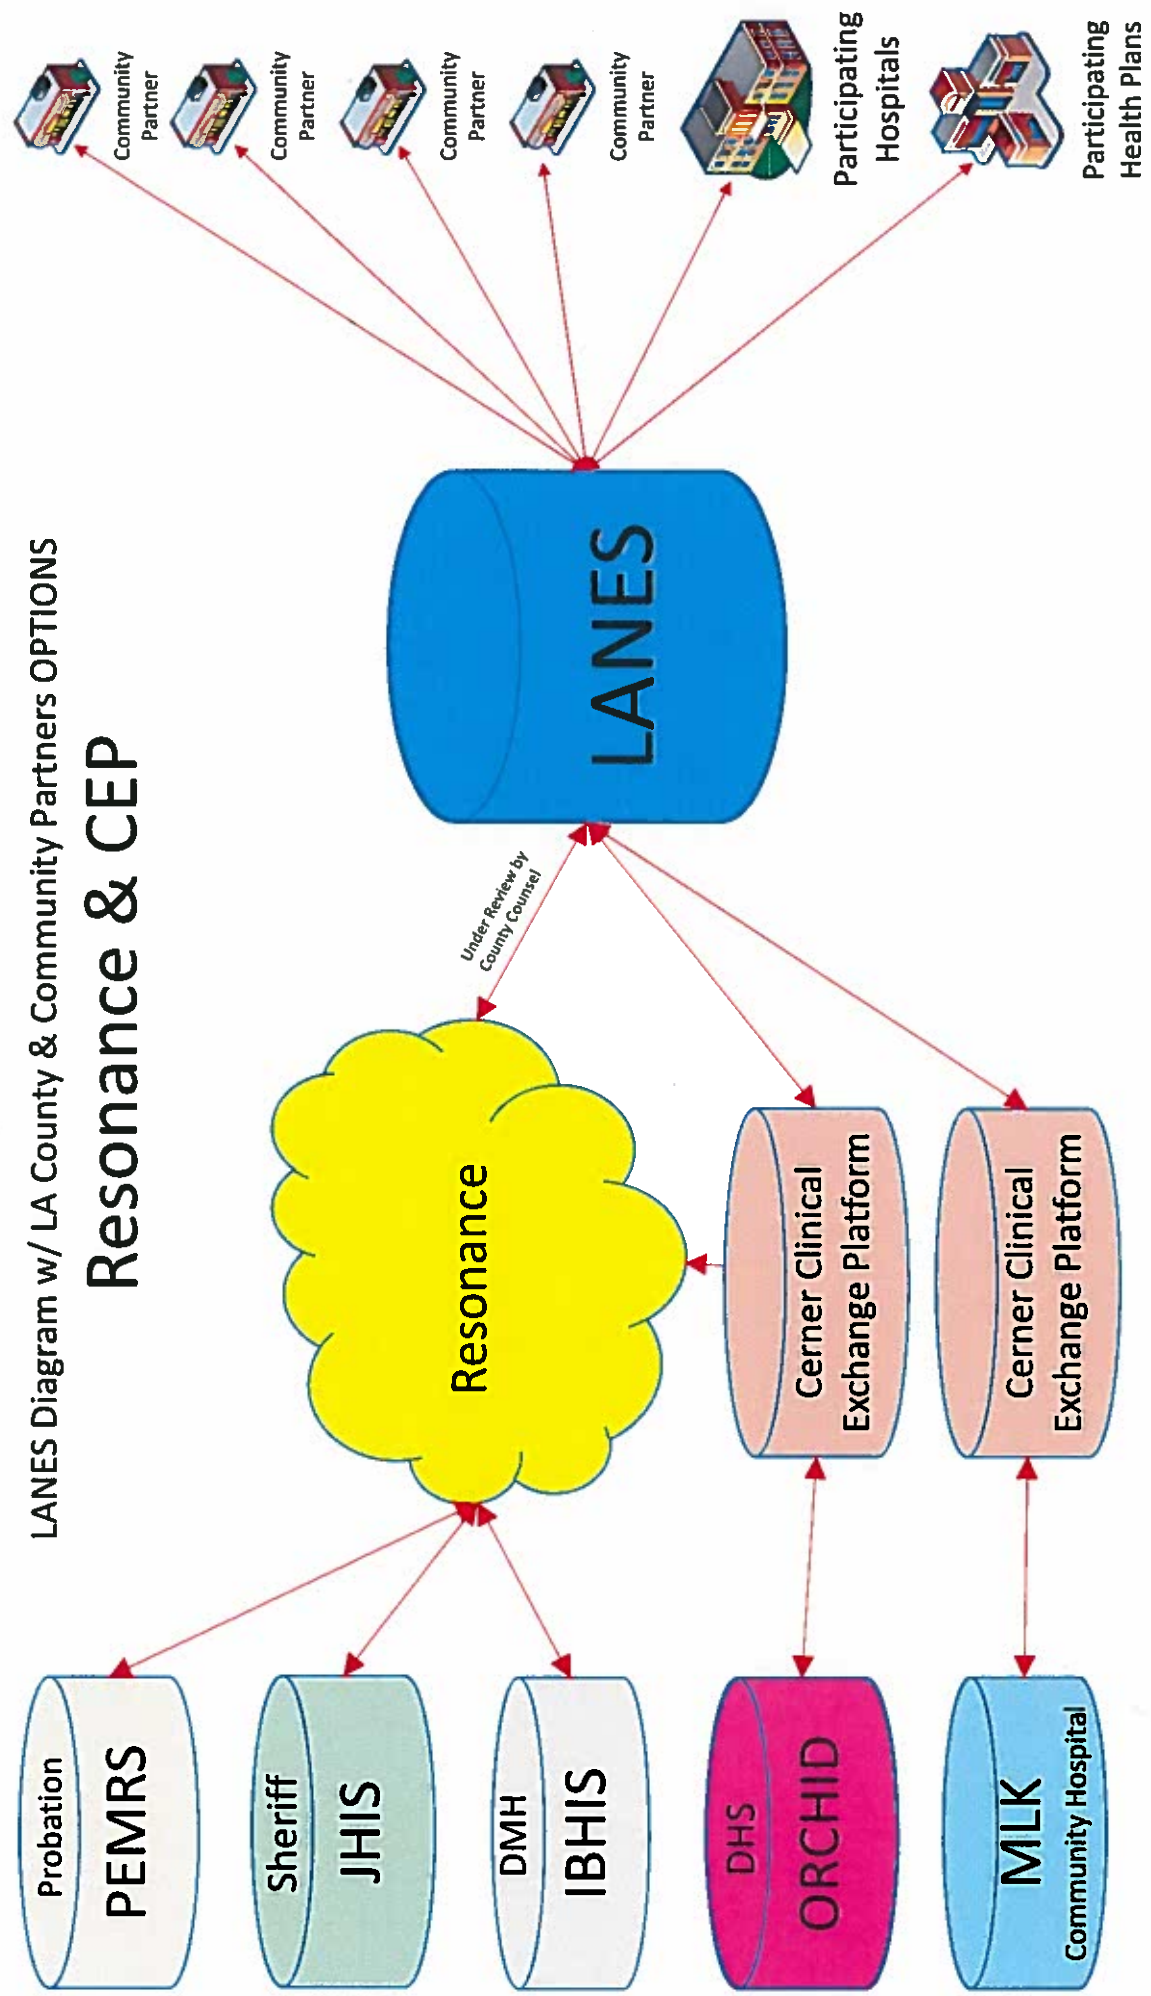 LANES Diagram w/ LA County & Community Partners OPTIONS
Resonance & CEP
Probation
PEMRS
Sheriff
JHIS
DMH
IBHIS
DHS
ORCHID
MLK
Community Hospital
Resonance
Cerner Clinical
Exchange Platform
Cerner Clinical
Exchange Platform
Under Review by
County Counsel
LANES
Community
Partner
Community
Partner
Community
Partner
Community
Partner
Participating
Hospitals
Participating
Health Plans